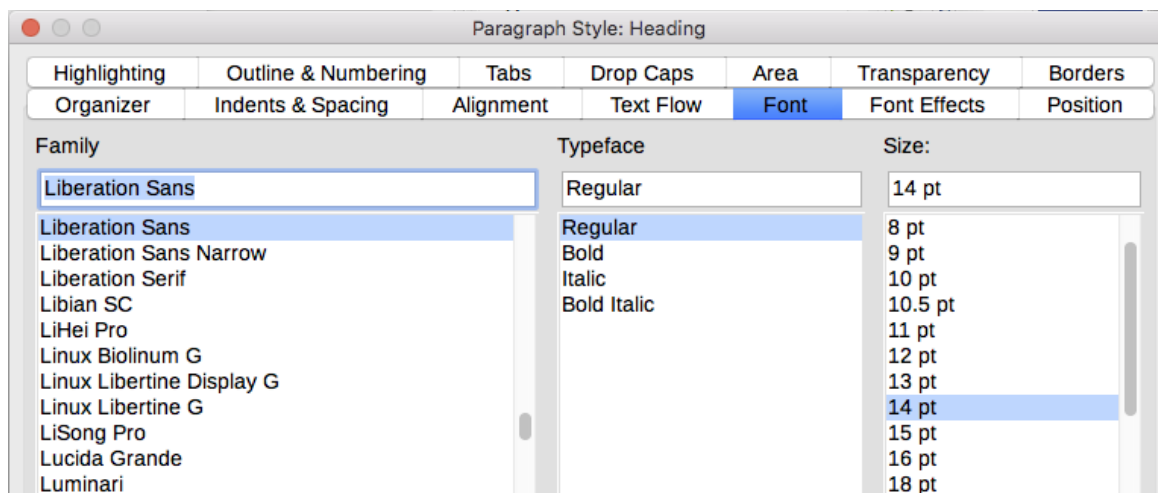 Paragraph Style: Heading
Highlighting Outline & Numbering Tabs Drop Caps Area Transparency Borders
Organizer Indents & Spacing Alignment Text Flow Font Font Effects Position
Family Typeface Size:
Liberation Sans Regular 14 pt
Liberation Sans Regular 8 pt
Liberation Sans Narrow Bold 9 pt
Liberation Serif Italic 10 pt
Libian SC Bold Italic 10.5 pt
LiHei Pro 11 pt
Linux Biolinum G 12 pt
Linux Libertine Display G 13 pt
Linux Libertine G 14 pt
LiSong Pro 15 pt
Lucida Grande 16 pt
Luminari 18 pt